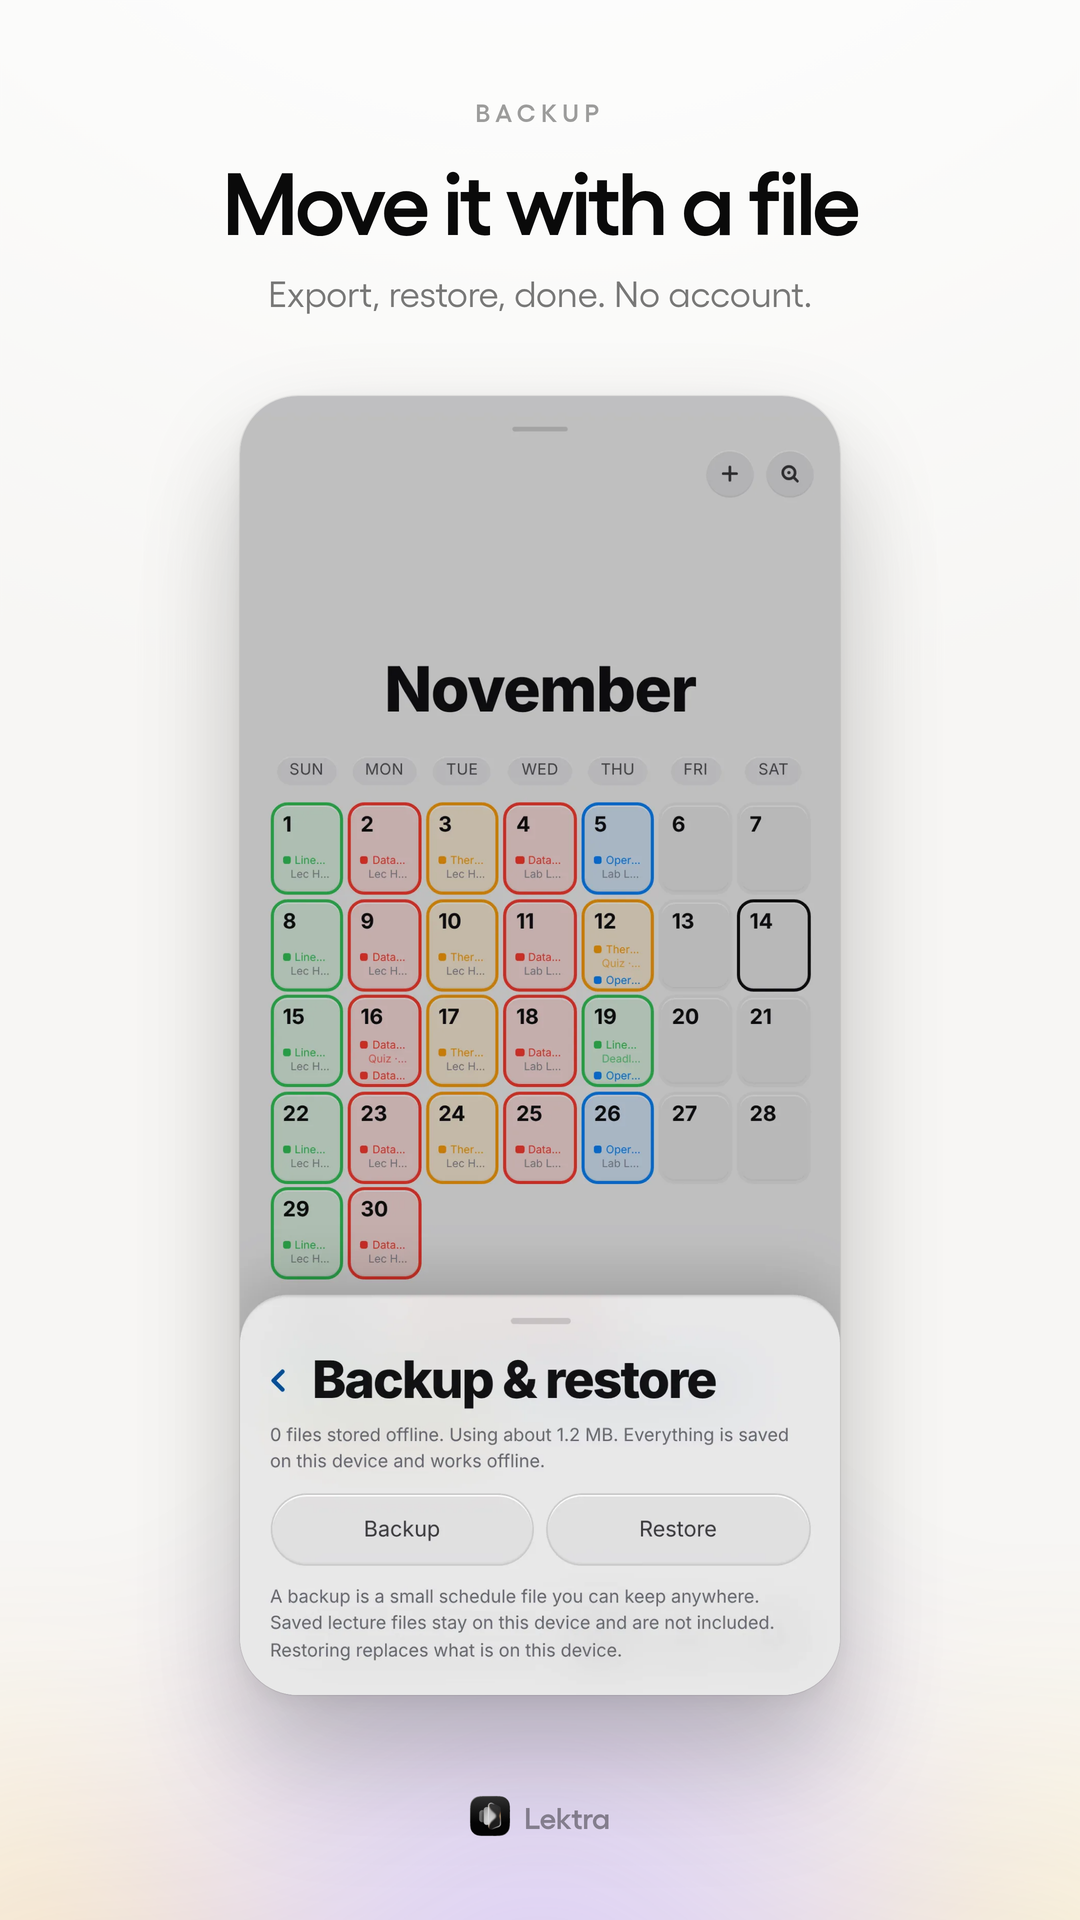 BACKUP
Move it with a file
Export, restore, done. No account.
November
SUN MON TUE WED THU FRI SAT
1 2 3 4 5 6 7
Line... Data... Ther... Data... Oper...
Lec H... Lec H... Lec H... Lab L... Lab L...
8 9 10 11 12 13 14
Line... Data... Ther... Data... Ther...
Lec H... Lec H... Lec H... Lab L... Quiz ·...
Oper...
15 16 17 18 19 20 21
Line... Data... Ther... Data... Line...
Lec H... Quiz ·... Lec H... Lab L... Deadl...
Data... Oper...
22 23 24 25 26 27 28
Line... Data... Ther... Data... Oper...
Lec H... Lec H... Lec H... Lab L... Lab L...
29 30
Line... Data...
Lec H... Lec H...
Backup & restore
0 files stored offline. Using about 1.2 MB. Everything is saved
on this device and works offline.
Backup Restore
A backup is a small schedule file you can keep anywhere.
Saved lecture files stay on this device and are not included.
Restoring replaces what is on this device.
Lektra